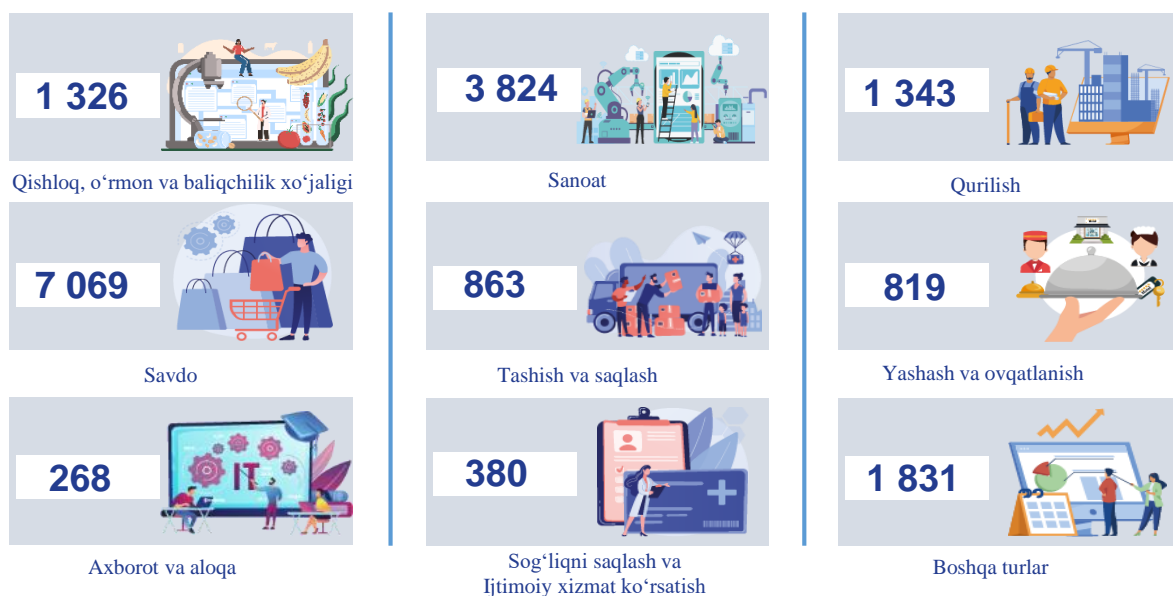 1 326
Qishloq, o‘rmon va baliqchilik xo‘jaligi
3 824
Sanoat
1 343
Qurilish
7 069
Savdo
863
Tashish va saqlash
819
Yashash va ovqatlanish
268
IT
Axborot va aloqa
380
Sog‘liqni saqlash va
Ijtimoiy xizmat ko‘rsatish
1 831
Boshqa turlar